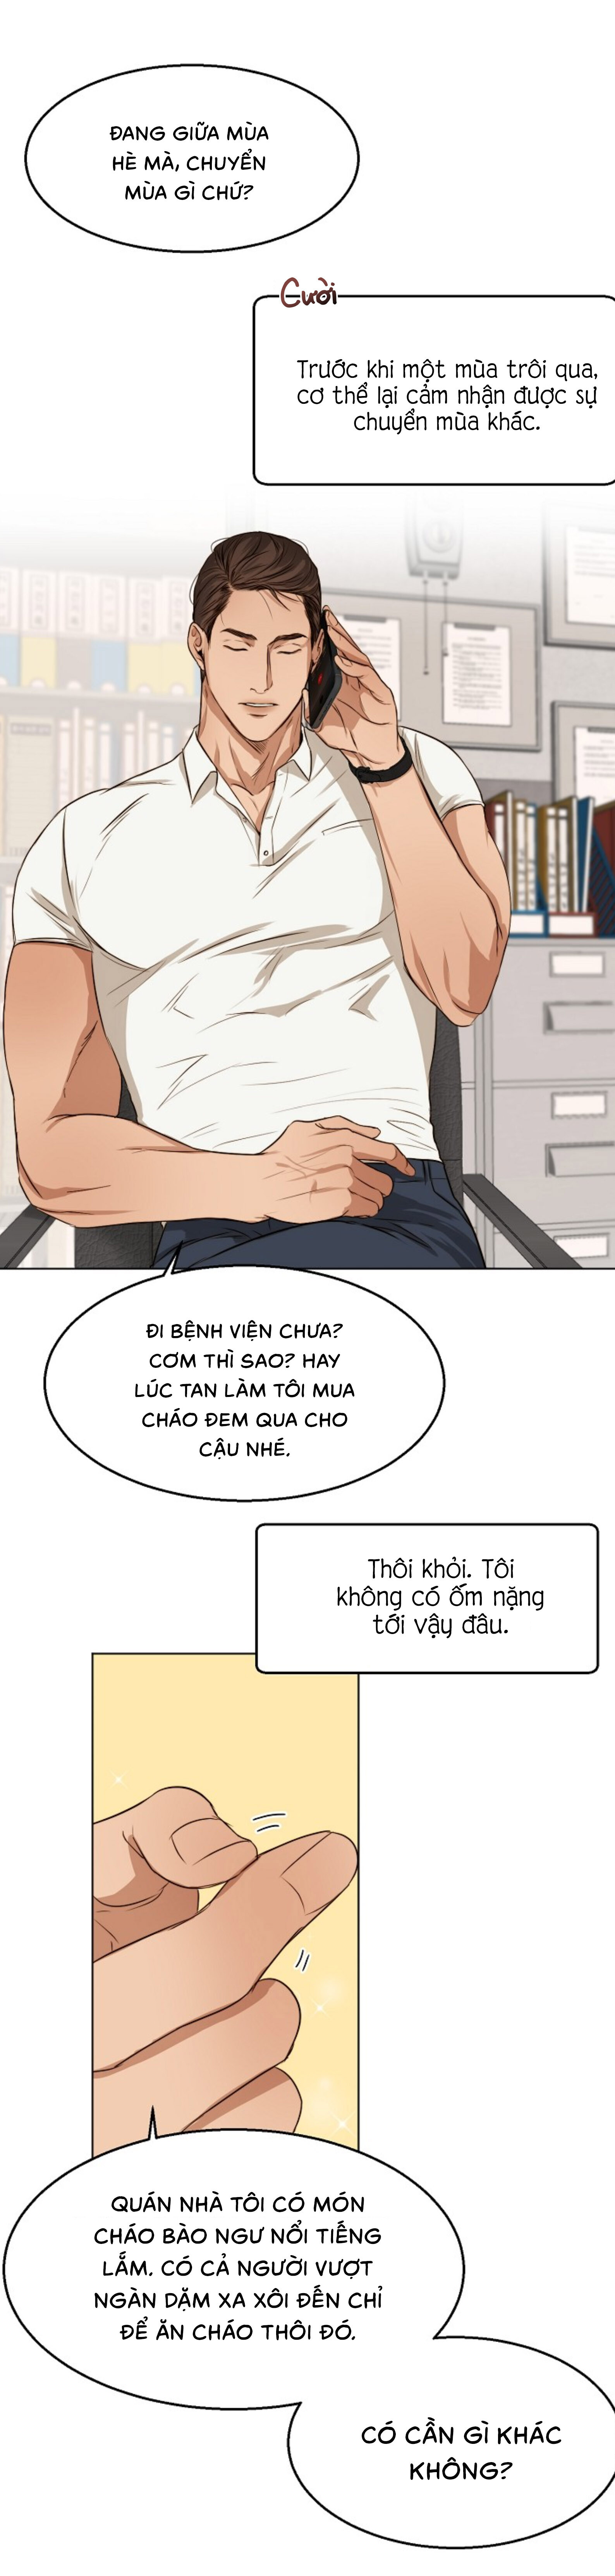 ĐANG GIỮA MÙA
HÈ MÀ, CHUYỂN
MÙA GÌ CHỨ?
Cười
Trước khi một mùa trôi qua,
cơ thể lại cảm nhận được sự
chuyển mùa khác.
ĐI BỆNH VIỆN CHƯA?
CƠM THÌ SAO? HAY
LÚC TAN LÀM TÔI MUA
CHÁO ĐEM QUA CHO
CẬU NHÉ.
Thôi khỏi. Tôi
không có ốm nặng
tới vậy đâu.
QUÁN NHÀ TÔI CÓ MÓN
CHÁO BÀO NGƯ NỔI TIẾNG
LẮM. CÓ CẢ NGƯỜI VƯỢT
NGÀN DẶM XA XÔI ĐẾN CHỈ
ĐỂ ĂN CHÁO THÔI ĐÓ.
CÓ CẦN GÌ KHÁC
KHÔNG?